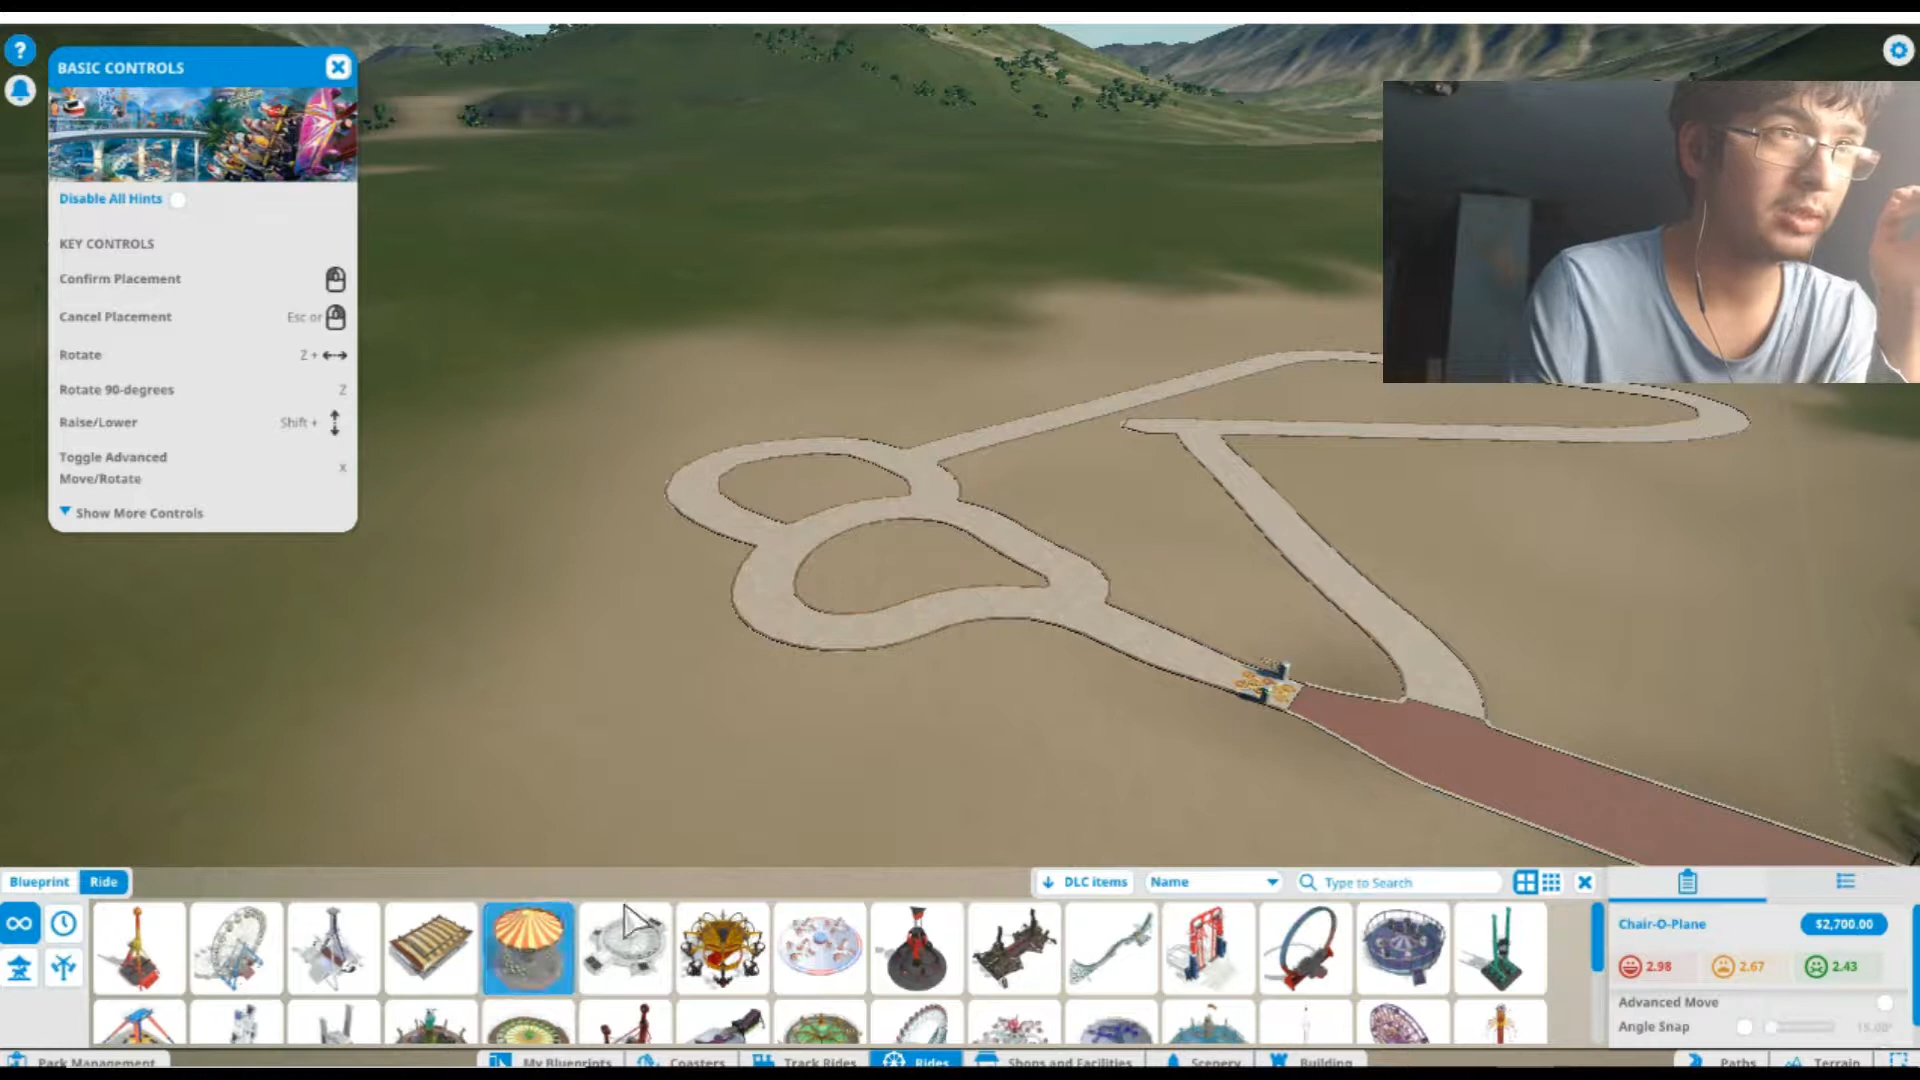 ?
BASIC CONTROLS
Disable All Hints
KEY CONTROLS
Confirm Placement
Cancel Placement Esc or
Rotate Z +
Rotate 90-degrees Z
Raise/Lower Shift +
Toggle Advanced
Move/Rotate X
Show More Controls
Blueprint Ride
DLC items Name Type to Search
Chair-O-Plane $2,700.00
2.98 2.67 2.43
Advanced Move
Angle Snap 15.00°
Park Management My Blueprints Coasters Track Rides Rides Shops and Facilities Scenery Building Paths Terrain